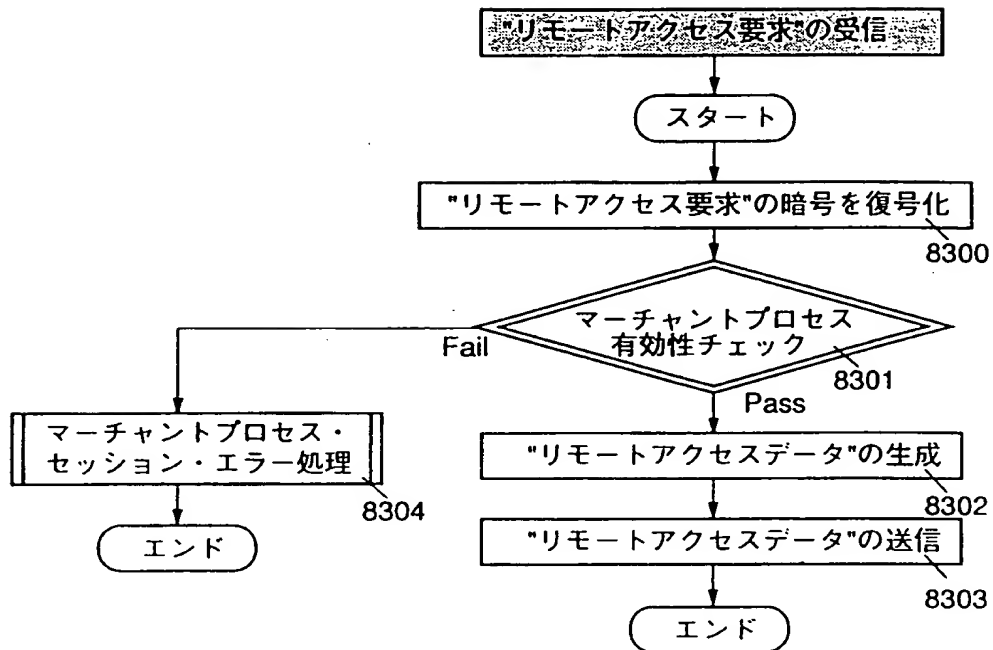 "リモートアクセス要求"の受信
スタート
"リモートアクセス要求"の暗号を復号化
8300
マーチャントプロセス
有効性チェック
8301
Fail
Pass
マーチャントプロセス・
セッション・エラー処理
8304
エンド
"リモートアクセスデータ"の生成
8302
"リモートアクセスデータ"の送信
8303
エンド